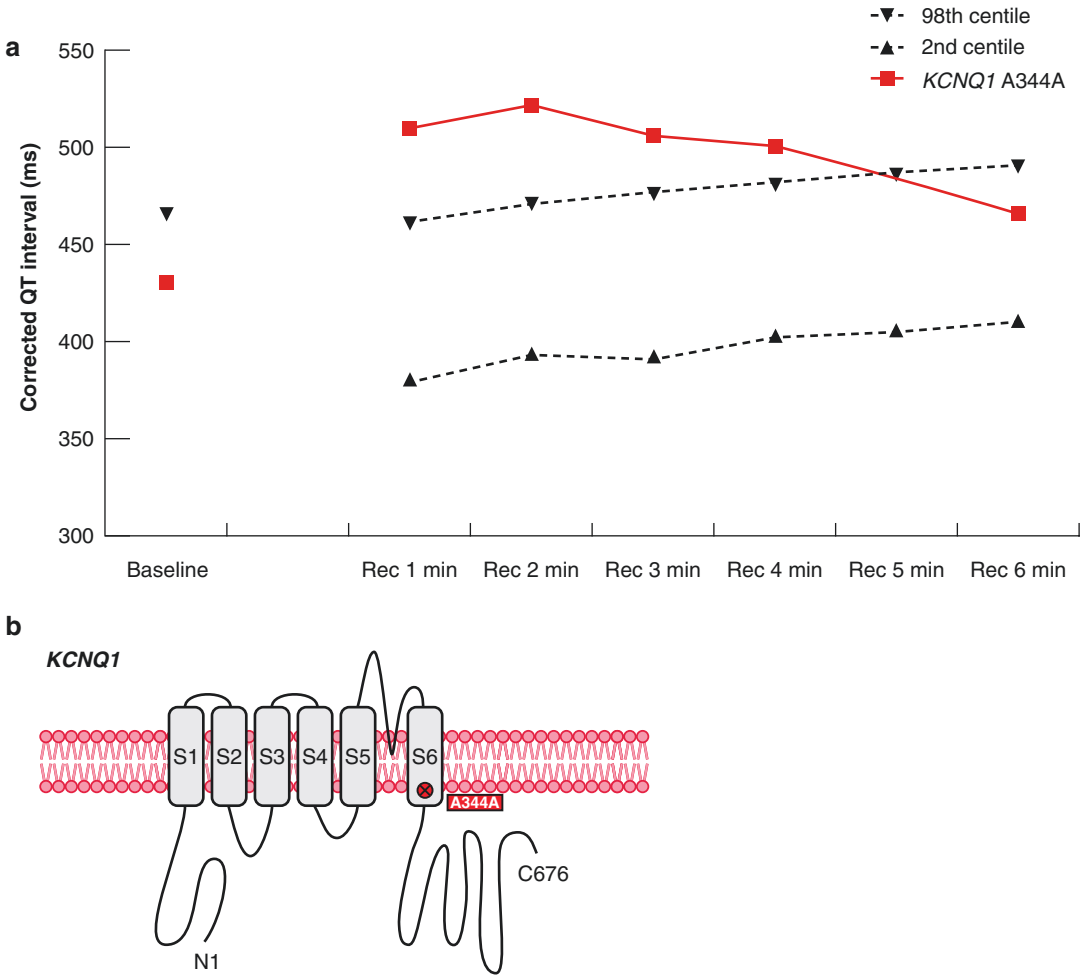 a
98th centile
2nd centile
KCNQ1 A344A
Corrected QT interval (ms)
550
500
450
400
350
300
Baseline
Rec 1 min
Rec 2 min
Rec 3 min
Rec 4 min
Rec 5 min
Rec 6 min
b
KCNQ1
S1
S2
S3
S4
S5
S6
A344A
C676
N1